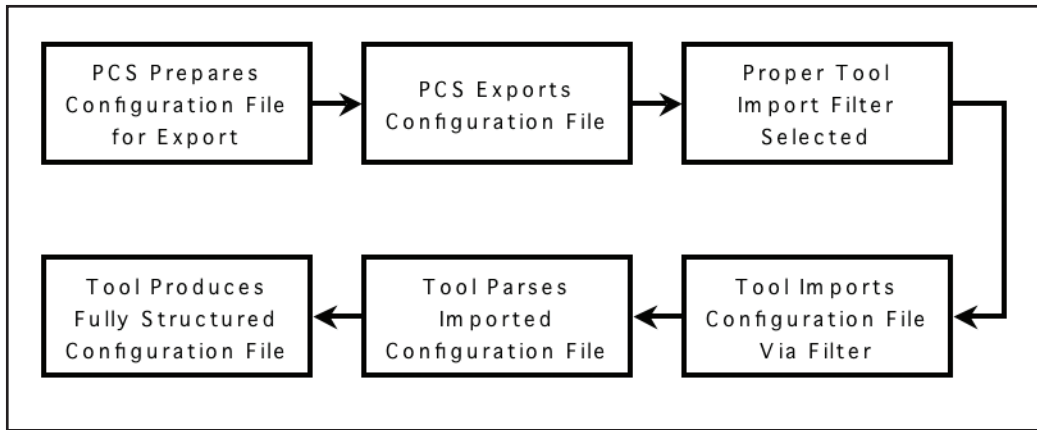 PCS Prepares
Configuration File
for Export
PCS Exports
Configuration File
Proper Tool
Import Filter
Selected
Tool Imports
Configuration File
Via Filter
Tool Parses
Imported
Configuration File
Tool Produces
Fully Structured
Configuration File